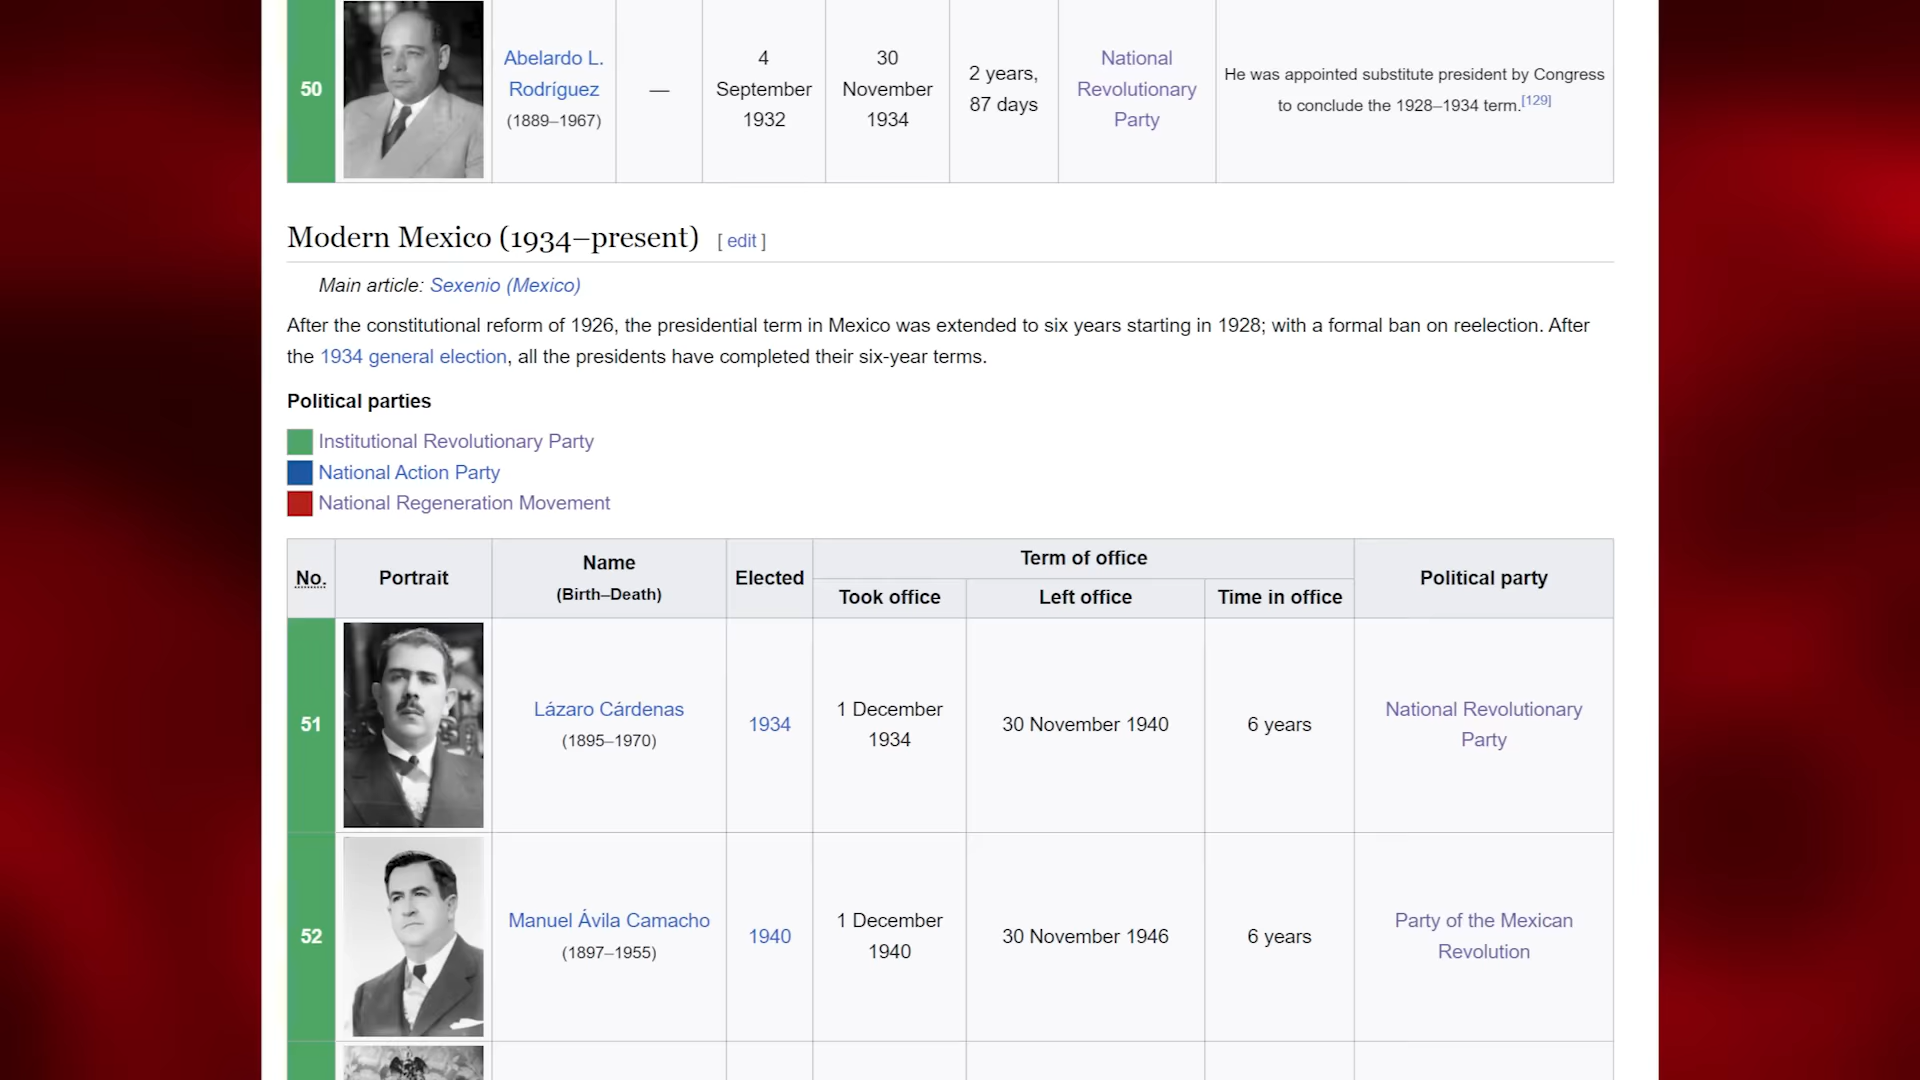 50
Abelardo L.
Rodríguez
(1889–1967)
—
4
September
1932
30
November
1934
2 years,
87 days
National
Revolutionary
Party
He was appointed substitute president by Congress
to conclude the 1928–1934 term.[129]
Modern Mexico (1934–present) [ edit ]
Main article: Sexenio (Mexico)
After the constitutional reform of 1926, the presidential term in Mexico was extended to six years starting in 1928; with a formal ban on reelection. After
the 1934 general election, all the presidents have completed their six-year terms.
Political parties
Institutional Revolutionary Party
National Action Party
National Regeneration Movement
No.
Portrait
Name
(Birth–Death)
Elected
Term of office
Took office
Left office
Time in office
Political party
51
Lázaro Cárdenas
(1895–1970)
1934
1 December
1934
30 November 1940
6 years
National Revolutionary
Party
52
Manuel Ávila Camacho
(1897–1955)
1940
1 December
1940
30 November 1946
6 years
Party of the Mexican
Revolution